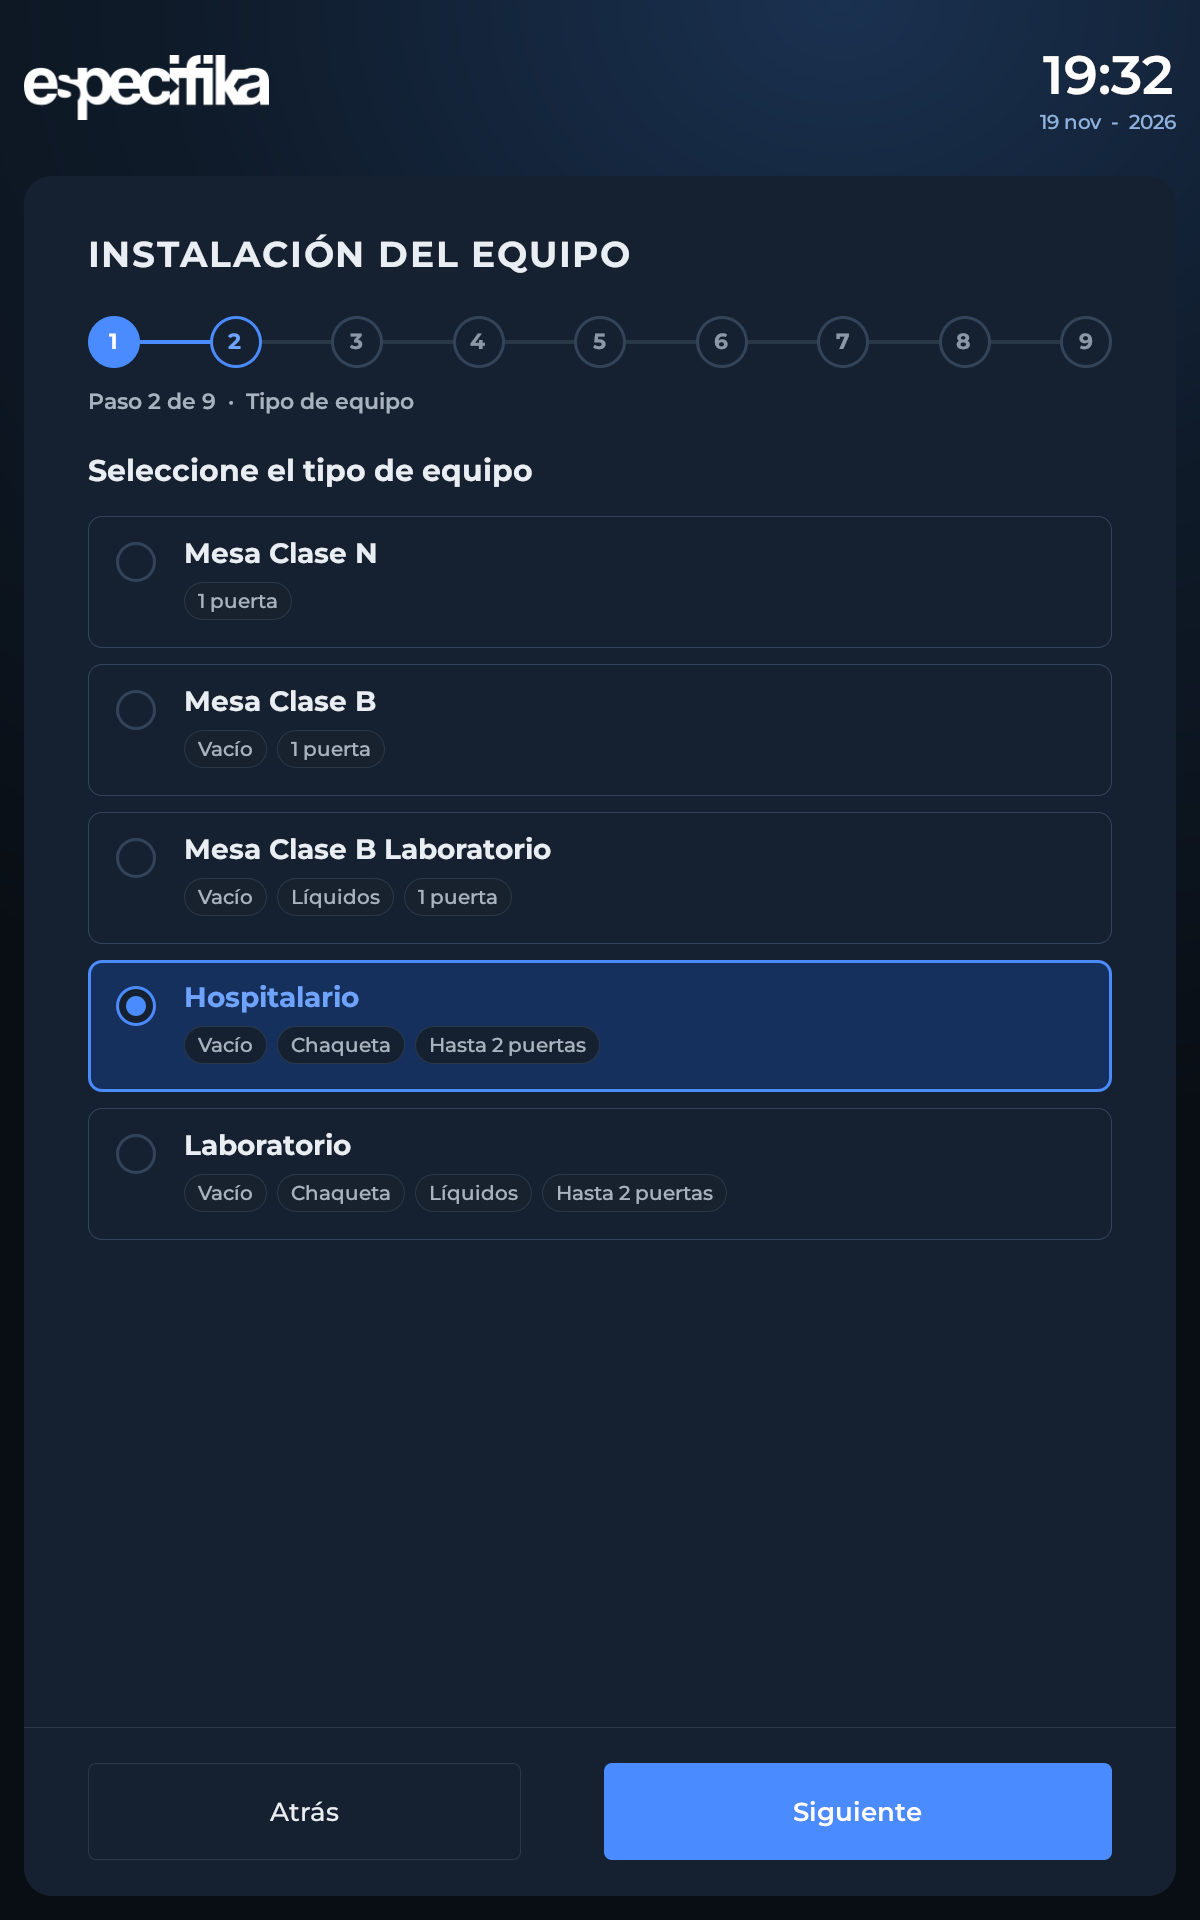 especifika
19:32
19 nov - 2026
INSTALACIÓN DEL EQUIPO
1 2 3 4 5 6 7 8 9
Paso 2 de 9 · Tipo de equipo
Seleccione el tipo de equipo
Mesa Clase N
1 puerta
Mesa Clase B
Vacío 1 puerta
Mesa Clase B Laboratorio
Vacío Líquidos 1 puerta
Hospitalario
Vacío Chaqueta Hasta 2 puertas
Laboratorio
Vacío Chaqueta Líquidos Hasta 2 puertas
Atrás Siguiente